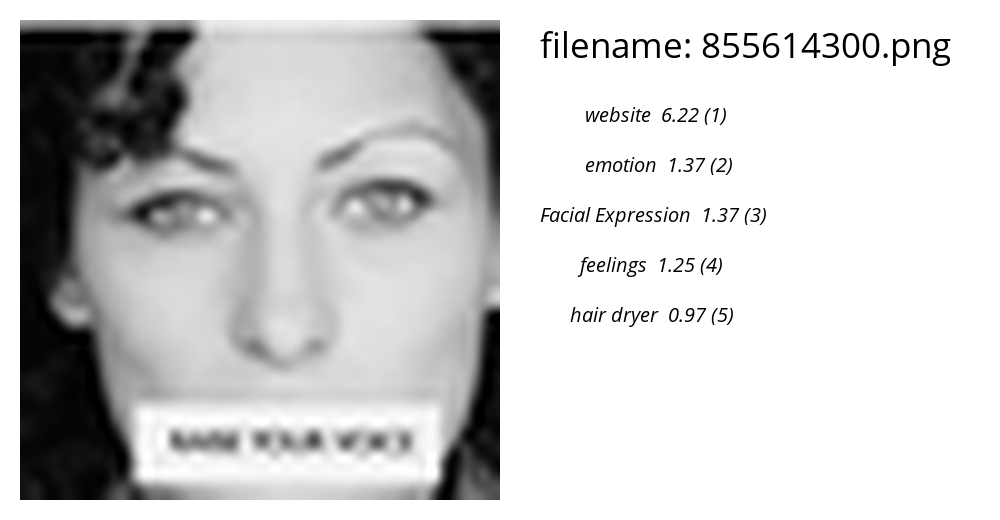 filename: 855614300.png
website 6.22 (1)
emotion 1.37 (2)
Facial Expression 1.37 (3)
feelings 1.25 (4)
hair dryer 0.97 (5)
RAISE YOUR VOICE